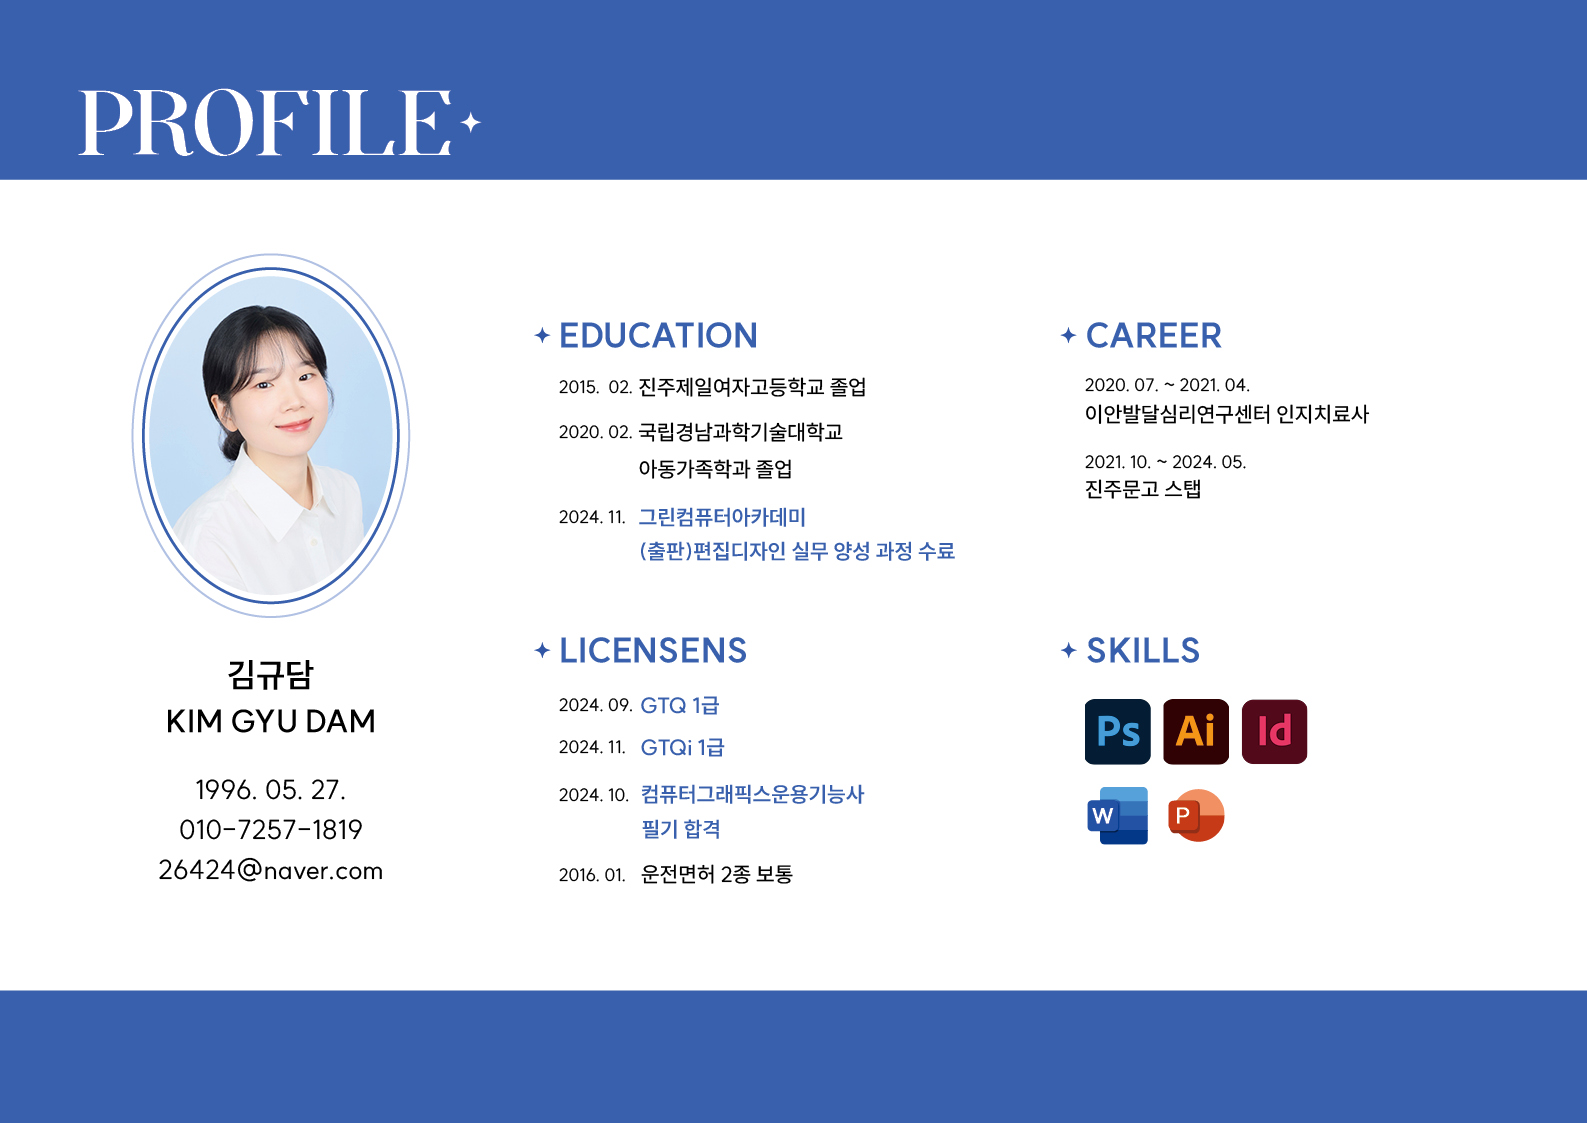 PROFILE
김규담
KIM GYU DAM
1996. 05. 27.
010-7257-1819
26424@naver.com
EDUCATION
2015. 02. 진주제일여자고등학교 졸업
2020. 02. 국립경남과학기술대학교
아동가족학과 졸업
2024. 11. 그린컴퓨터아카데미
(출판)편집디자인 실무 양성 과정 수료
LICENSENS
2024. 09. GTQ 1급
2024. 11. GTQi 1급
2024. 10. 컴퓨터그래픽스운용기능사
필기 합격
2016. 01. 운전면허 2종 보통
CAREER
2020. 07. ~ 2021. 04.
이안발달심리연구센터 인지치료사
2021. 10. ~ 2024. 05.
진주문고 스탭
SKILLS
Ps Ai Id
W P